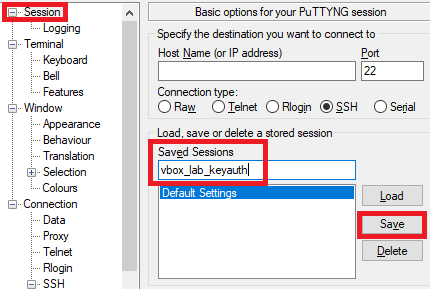 Session
Logging
Terminal
Keyboard
Bell
Features
Window
Appearance
Behaviour
Translation
Selection
Colours
Connection
Data
Proxy
Telnet
Rlogin
SSH
Basic options for your PuTTYNG session
Specify the destination you want to connect to
Host Name (or IP address) Port
22
Connection type:
Raw Telnet Rlogin SSH Serial
Load, save or delete a stored session
Saved Sessions
vbox_lab_keyauth
Default Settings
Load
Save
Delete